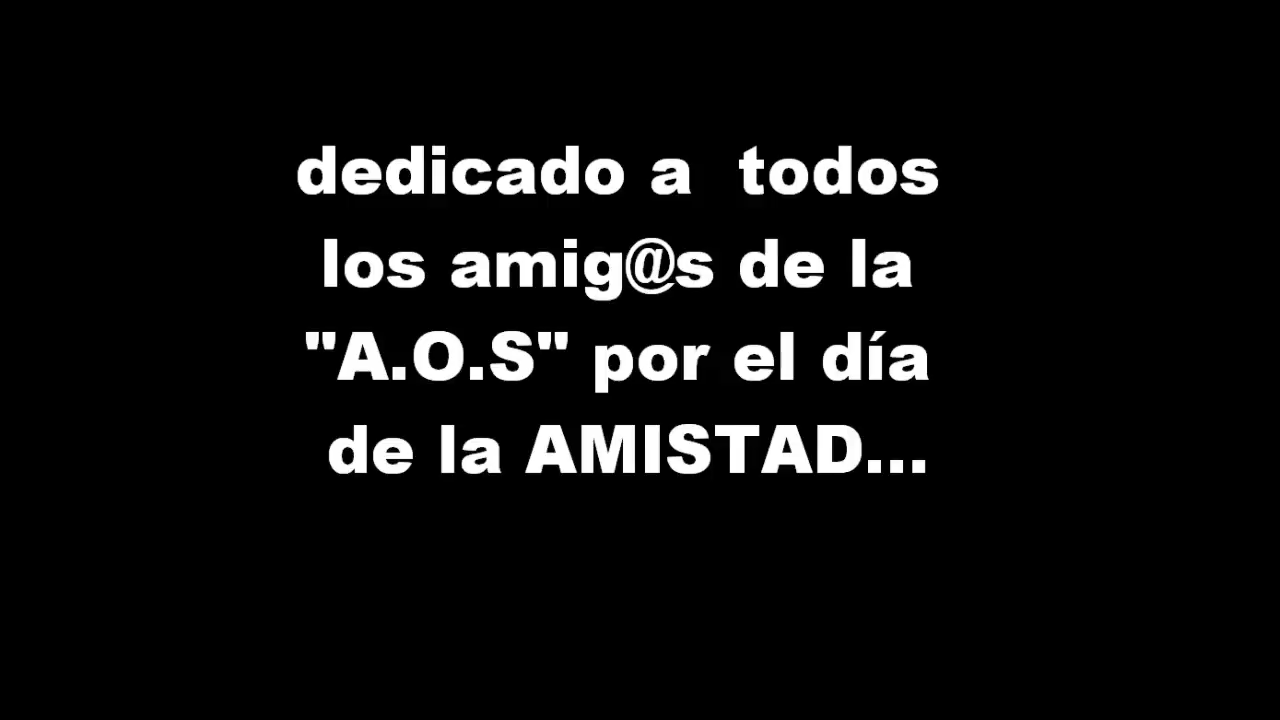 dedicado a  todos
los amig@s de la
"A.O.S" por el día
de la AMISTAD...